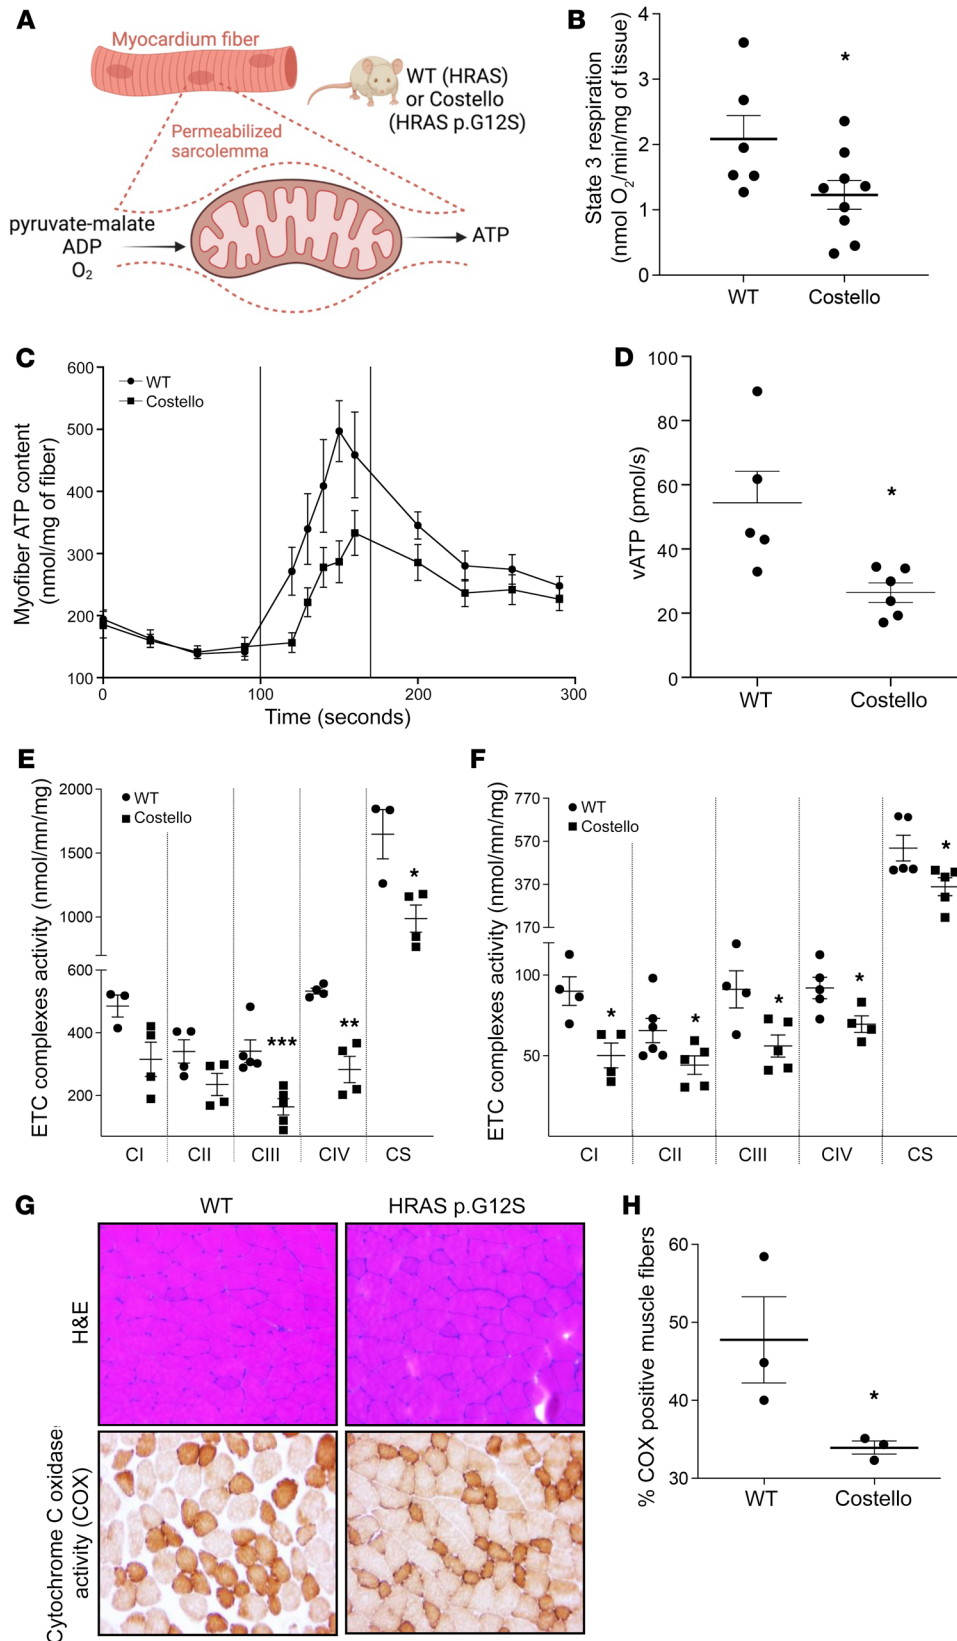 A
Myocardium fiber
WT (HRAS)
or Costello
(HRAS p.G12S)
Permeabilized
sarcolemma
pyruvate-malate
ADP
O₂
ATP
B
State 3 respiration
(nmol O₂/min/mg of tissue)
4
3
2
1
0
*
WT
Costello
C
Myofiber ATP content
(nmol/mg of fiber)
600
500
400
300
200
100
WT
Costello
0
100
200
300
Time (seconds)
D
vATP (pmol/s)
100
80
60
40
20
0
*
WT
Costello
E
ETC complexes activity (nmol/mn/mg)
2000
1500
1000
600
400
200
WT
Costello
***
**
*
CI
CII
CIII
CIV
CS
F
ETC complexes activity (nmol/mn/mg)
770
570
370
170
100
50
WT
Costello
*
*
*
*
*
CI
CII
CIII
CIV
CS
G
WT
HRAS p.G12S
H&E
Cytochrome C oxidase
activity (COX)
H
% COX positive muscle fibers
60
50
40
30
*
WT
Costello